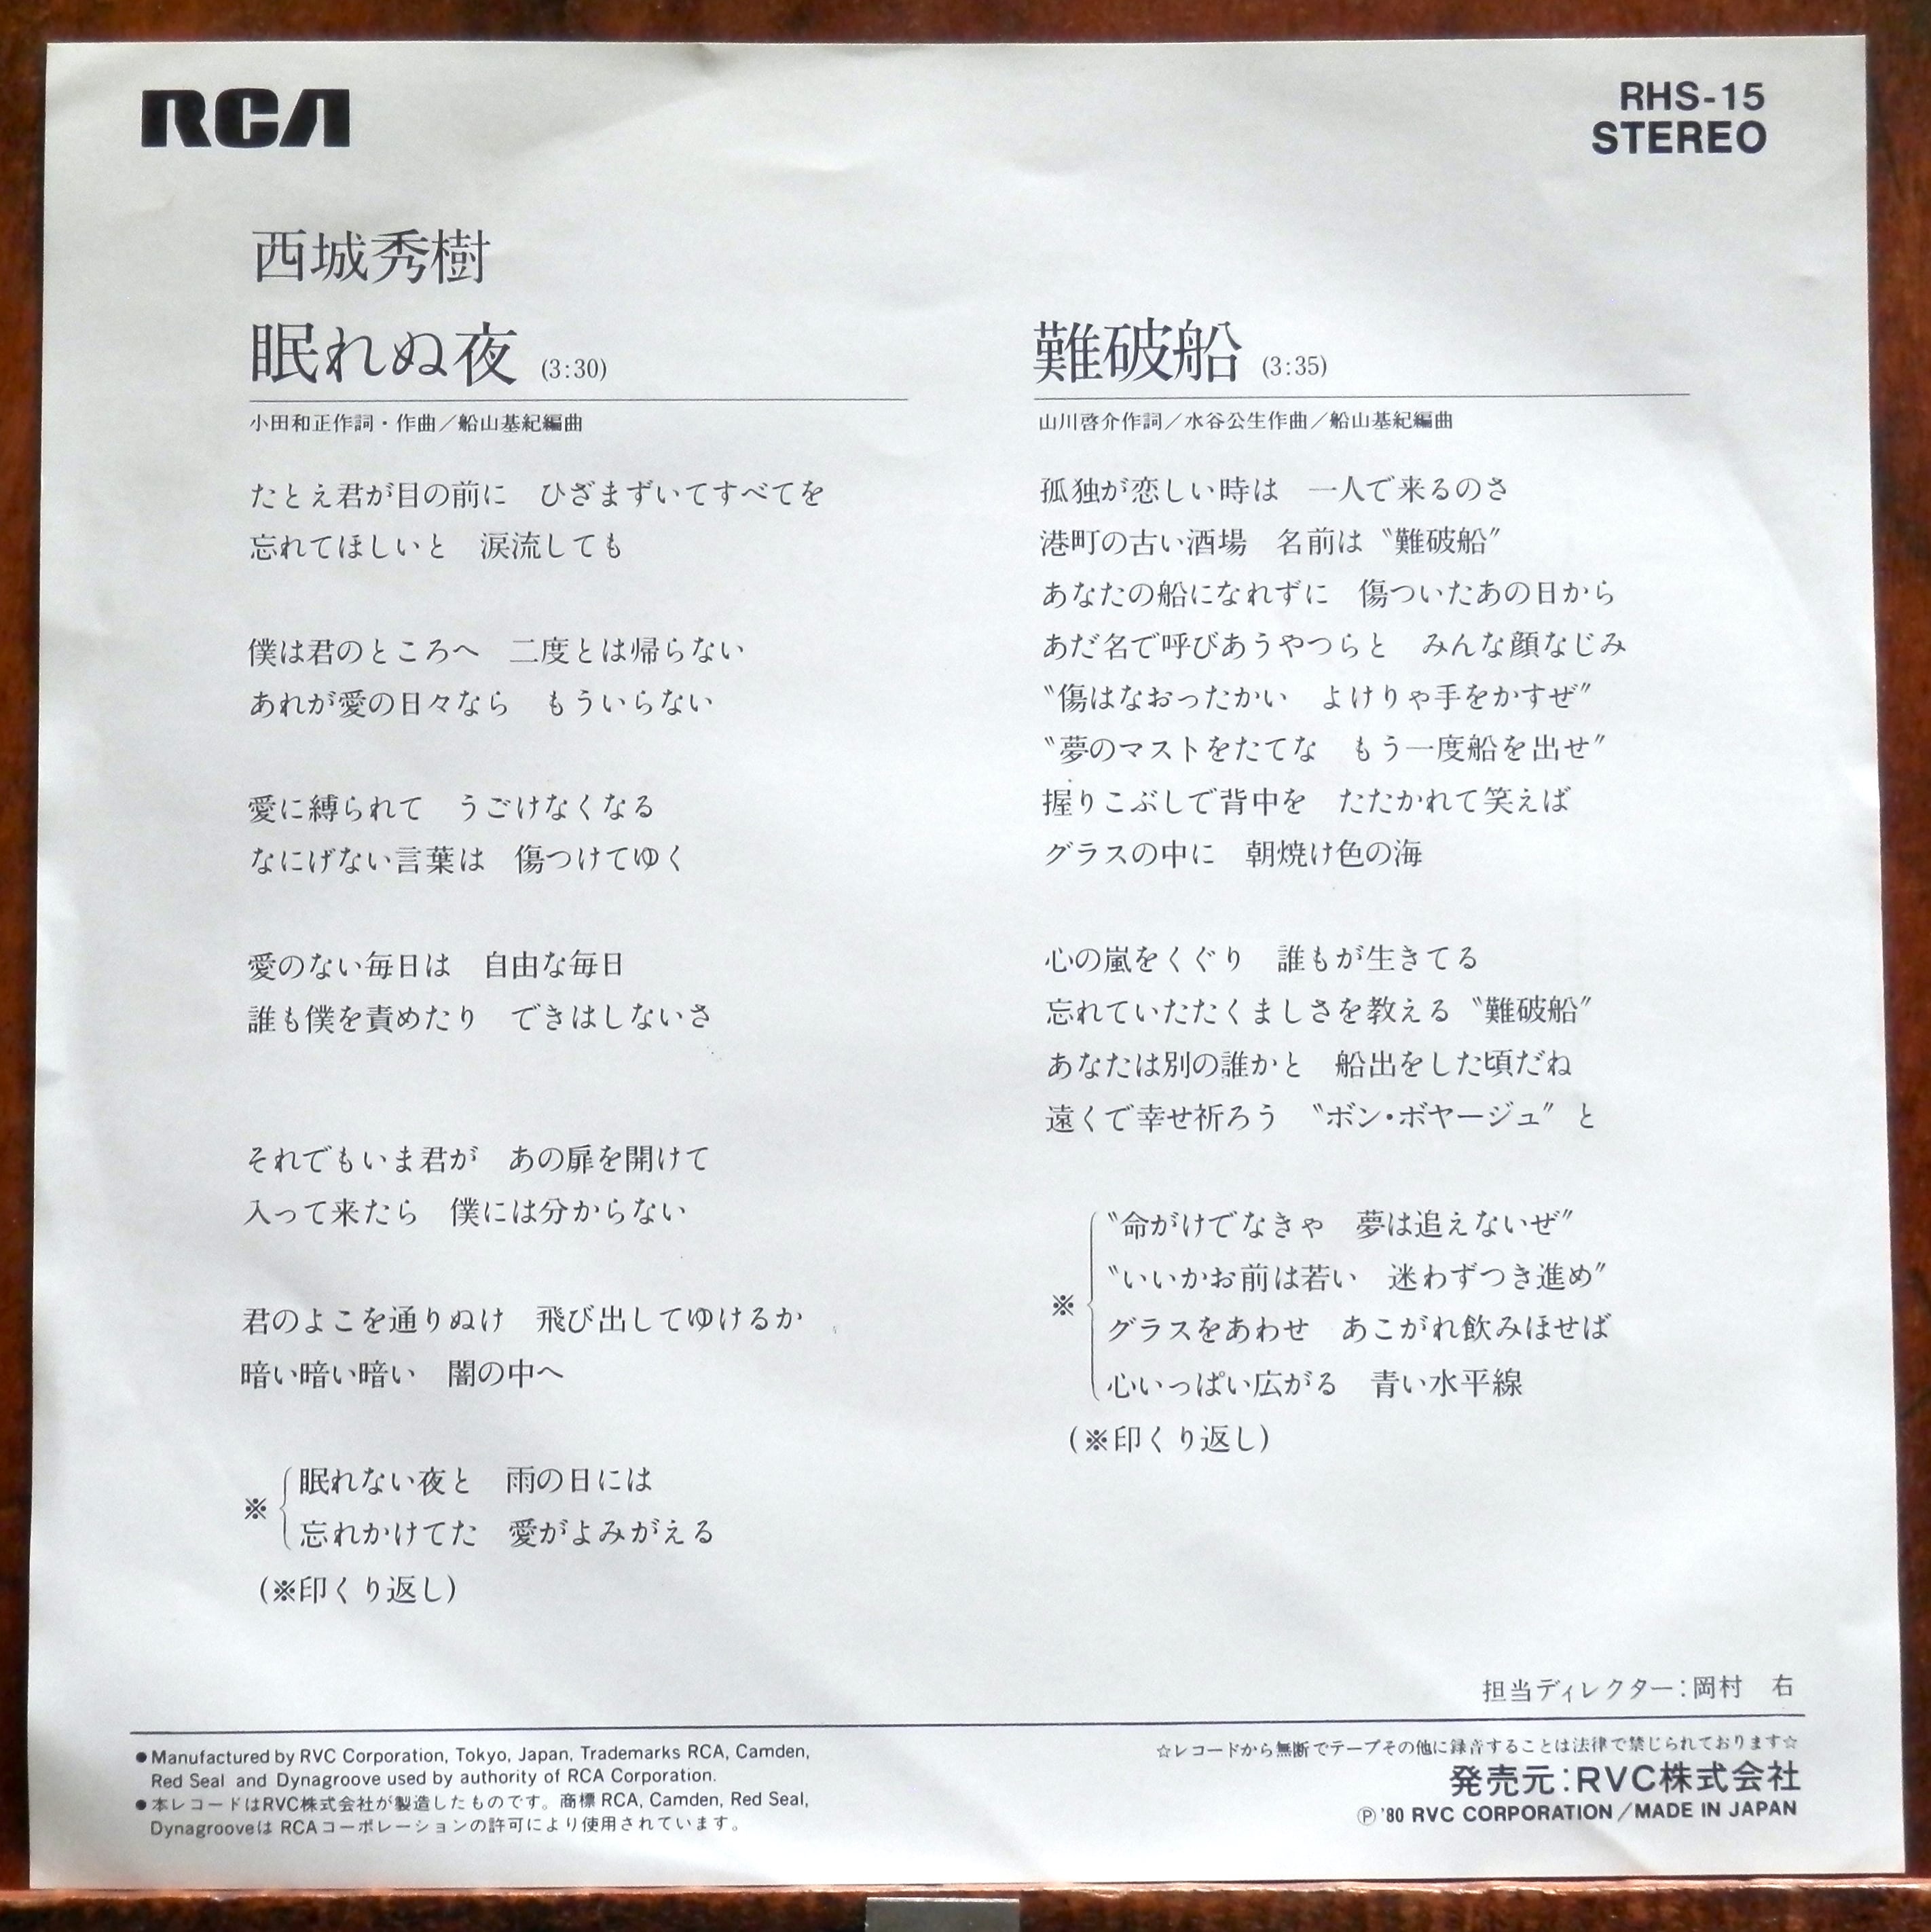 RCA
RHS-15
STEREO
西城秀樹
眠れぬ夜 (3:30)
小田和正作詞・作曲／船山基紀編曲
たとえ君が目の前に　ひざまずいてすべてを
忘れてほしいと　涙流しても
僕は君のところへ　二度とは帰らない
あれが愛の日々なら　もういらない
愛に縛られて　うごけなくなる
なにげない言葉は　傷つけてゆく
愛のない毎日は　自由な毎日
誰も僕を責めたり　できはしないさ
それでもいま君が　あの扉を開けて
入って来たら　僕には分からない
君のよこを通りぬけ　飛び出してゆけるか
暗い暗い暗い　闇の中へ
※ 眠れない夜と　雨の日には
忘れかけてた　愛がよみがえる
(※印くり返し)
難破船 (3:35)
山川啓介作詞／水谷公生作曲／船山基紀編曲
孤独が恋しい時は　一人で来るのさ
港町の古い酒場　名前は〝難破船〞
あなたの船になれずに　傷ついたあの日から
あだ名で呼びあうやつらと　みんな顔なじみ
〝傷はなおったかい　よけりゃ手をかすぜ〞
〝夢のマストをたてな　もう一度船を出せ〞
握りこぶしで背中を　たたかれて笑えば
グラスの中に　朝焼け色の海
心の嵐をくぐり　誰もが生きてる
忘れていたたくましさを教える〝難破船〞
あなたは別の誰かと　船出をした頃だね
遠くで幸せ祈ろう　〝ボン・ボヤージュ〞と
※ 〝命がけでなきゃ　夢は追えないぜ〞
〝いいかお前は若い　迷わずつき進め〞
グラスをあわせ　あこがれ飲みほせば
心いっぱい広がる　青い水平線
(※印くり返し)
担当ディレクター：岡村　右
●Manufactured by RVC Corporation, Tokyo, Japan, Trademarks RCA, Camden,
Red Seal and Dynagroove used by authority of RCA Corporation.
●本レコードはRVC株式会社が製造したものです。商標 RCA, Camden, Red Seal,
Dynagrooveは RCAコーポレーションの許可により使用されています。
☆レコードから無断でテープその他に録音することは法律で禁じられております☆
発売元：RVC株式会社
Ⓟ'80 RVC CORPORATION／MADE IN JAPAN